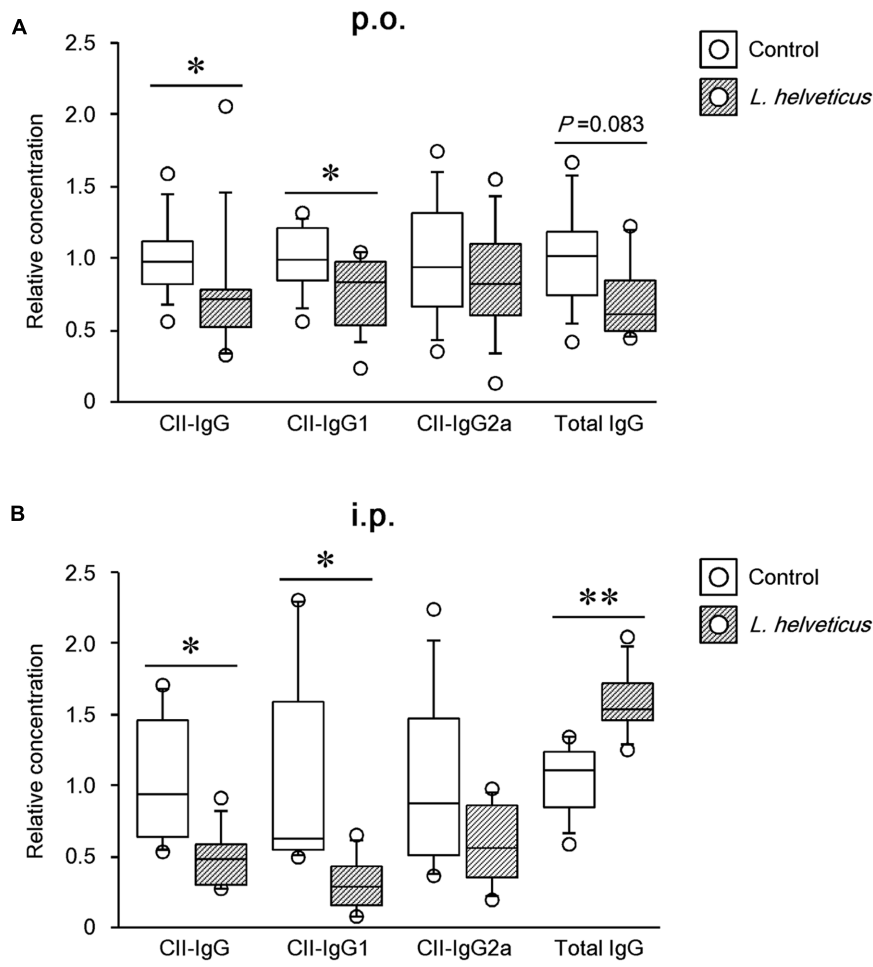 A
p.o.
2.5
2.0
1.5
1.0
0.5
0
Relative concentration
*
*
P=0.083
Control
L. helveticus
CII-IgG CII-IgG1 CII-IgG2a Total IgG
B
i.p.
2.5
2.0
1.5
1.0
0.5
0
Relative concentration
*
*
**
Control
L. helveticus
CII-IgG CII-IgG1 CII-IgG2a Total IgG